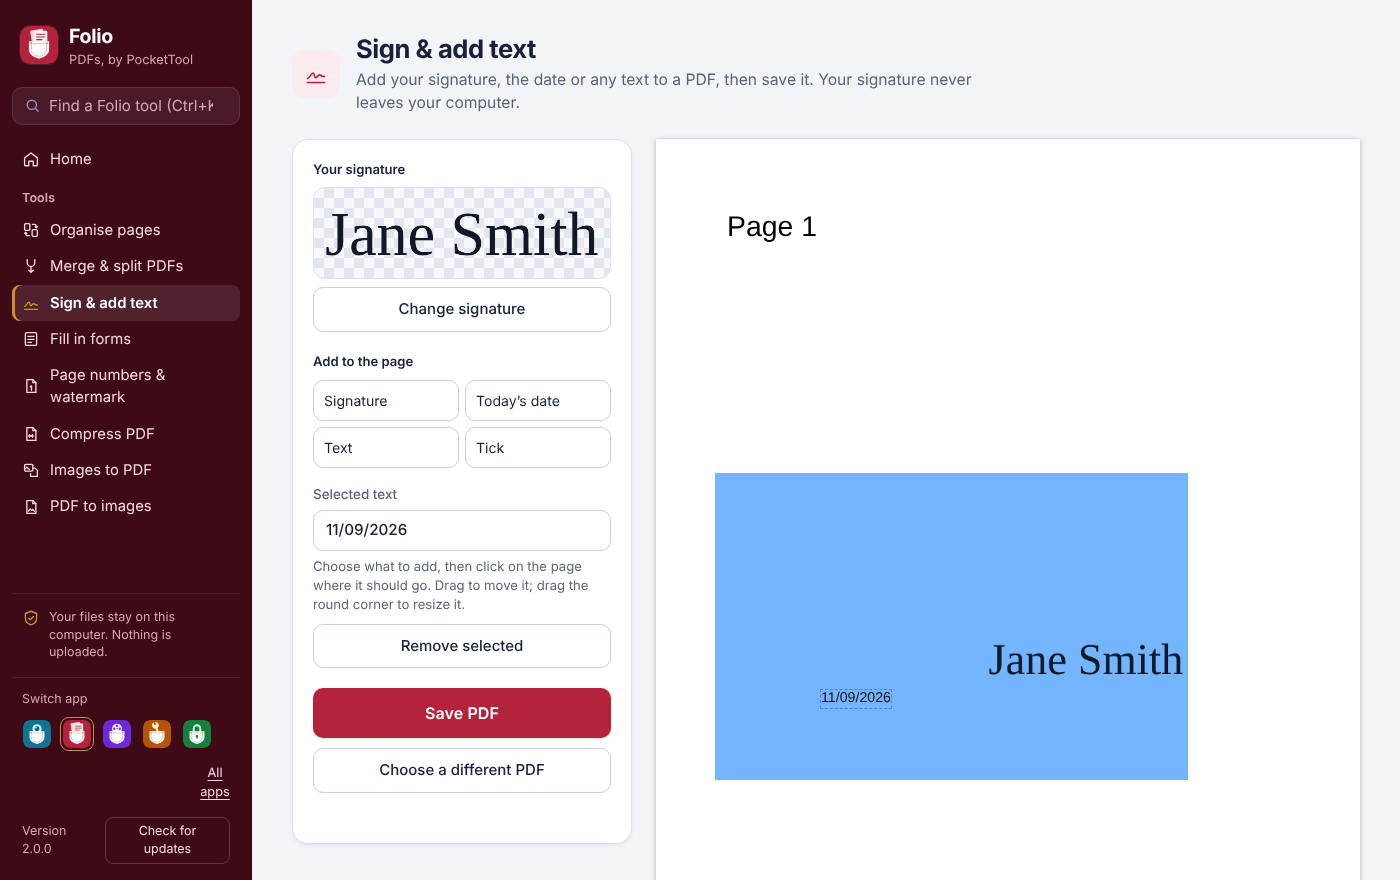 Folio
PDFs, by PocketTool
Find a Folio tool (Ctrl+K
Home
Tools
Organise pages
Merge & split PDFs
Sign & add text
Fill in forms
Page numbers &
watermark
Compress PDF
Images to PDF
PDF to images
Your files stay on this
computer. Nothing is
uploaded.
Switch app
All
apps
Version
2.0.0
Check for
updates
Sign & add text
Add your signature, the date or any text to a PDF, then save it. Your signature never
leaves your computer.
Your signature
Jane Smith
Change signature
Add to the page
Signature
Today’s date
Text
Tick
Selected text
11/09/2026
Choose what to add, then click on the page
where it should go. Drag to move it; drag the
round corner to resize it.
Remove selected
Save PDF
Choose a different PDF
Page 1
Jane Smith
11/09/2026